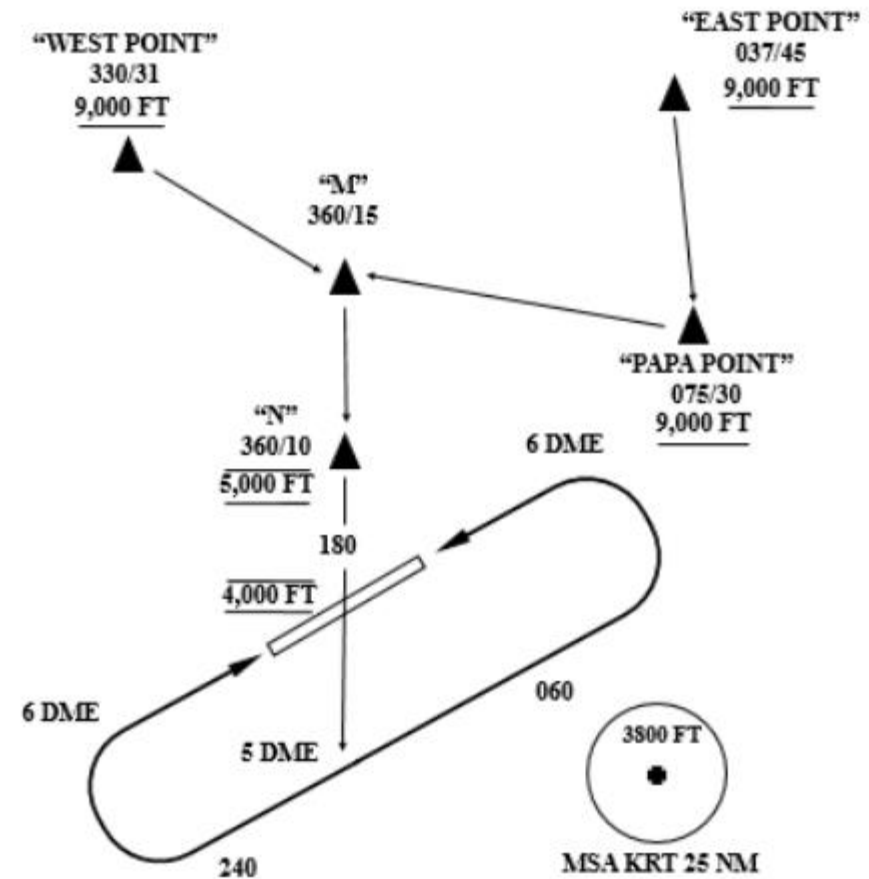 “WEST POINT”
330/31
9,000 FT
“EAST POINT”
037/45
9,000 FT
“M”
360/15
“PAPA POINT”
075/30
9,000 FT
“N”
360/10
5,000 FT
6 DME
180
4,000 FT
6 DME
060
5 DME
240
3800 FT
MSA KRT 25 NM